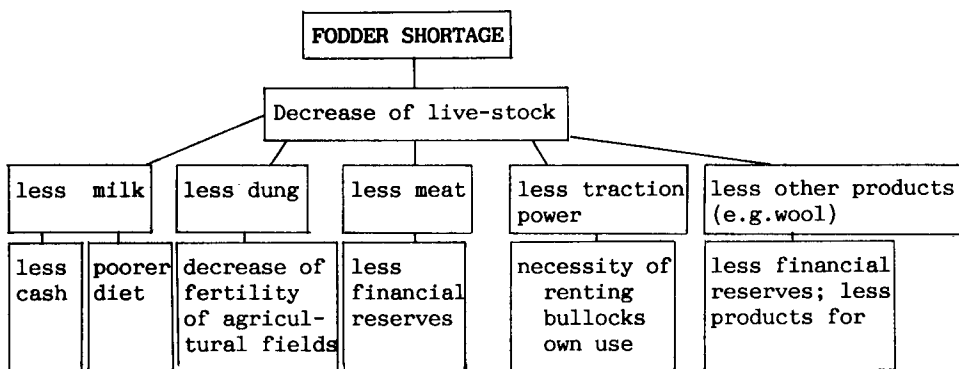 FODDER SHORTAGE
Decrease of live-stock
less milk
less dung
less meat
less traction
power
less other products
(e.g.wool)
less
cash
poorer
diet
decrease of
fertility
of agricul-
tural fields
less
financial
reserves
necessity of
renting
bullocks
own use
less financial
reserves; less
products for